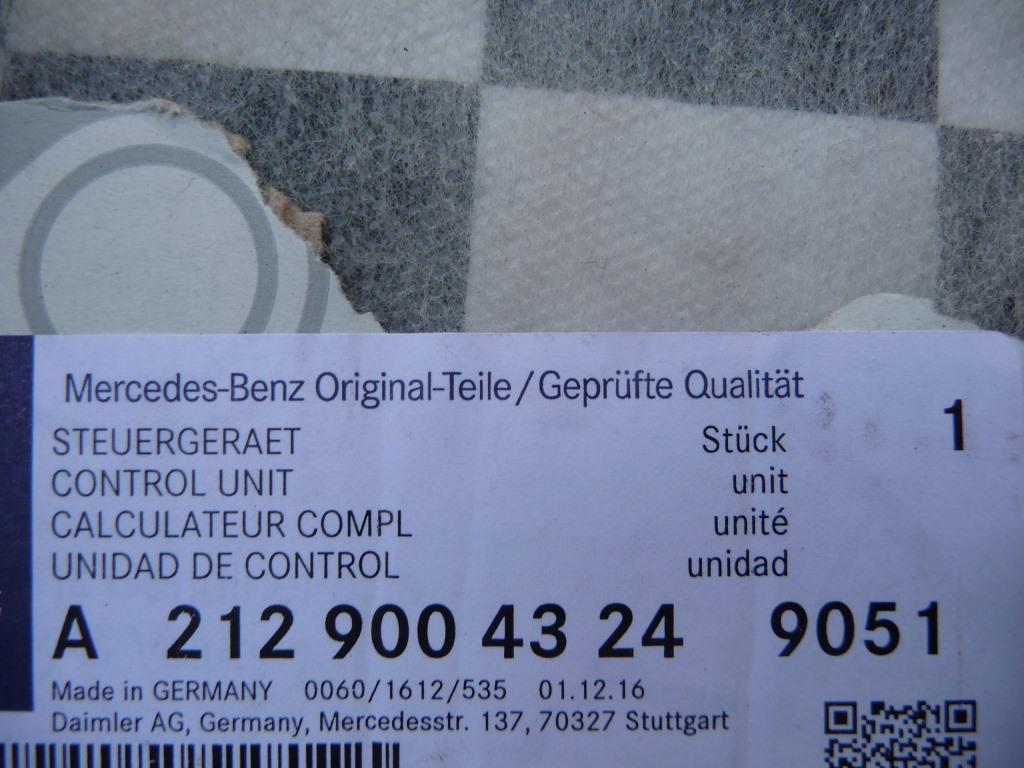 Mercedes-Benz Original-Teile/Geprüfte Qualität
1
STEUERGERAET Stück
CONTROL UNIT unit
CALCULATEUR COMPL unité
UNIDAD DE CONTROL unidad
A 212 900 43 24 9051
Made in GERMANY 0060/1612/535 01.12.16
Daimler AG, Germany, Mercedesstr. 137, 70327 Stuttgart